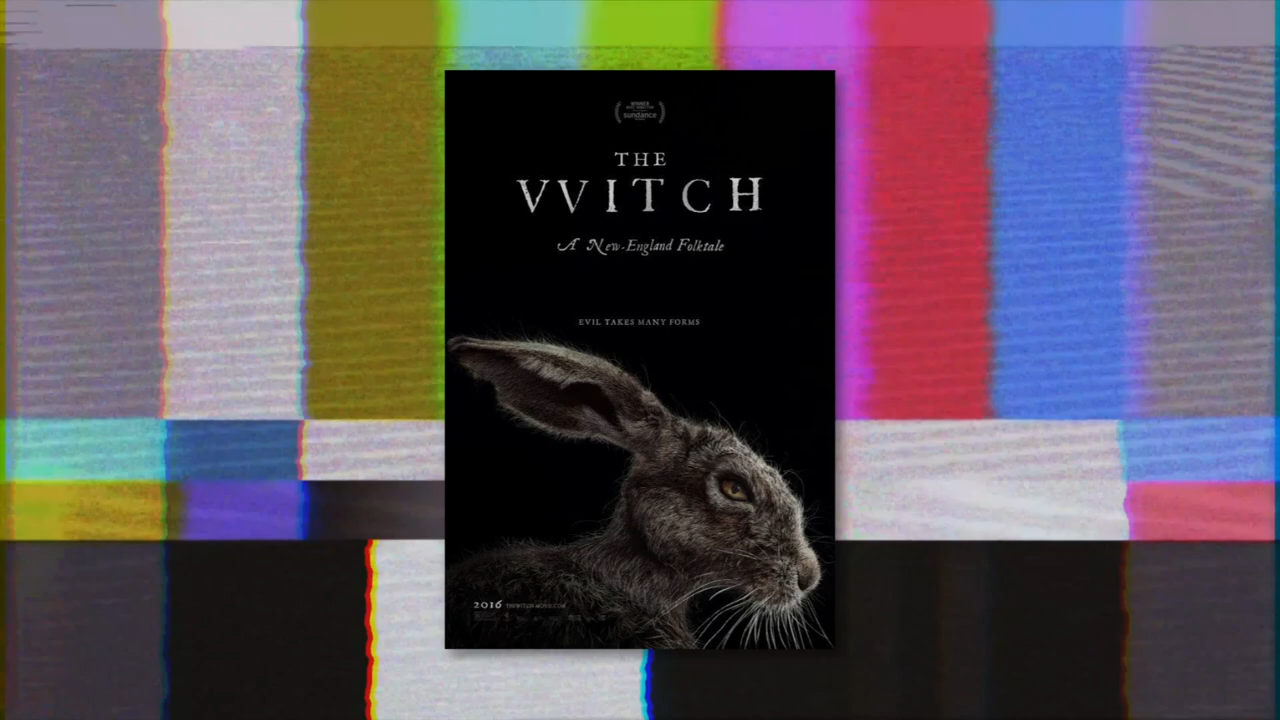 WINNER
sundance
THE
VVITCH
A New-England Folktale
EVIL TAKES MANY FORMS
2016 THEWITCH-MOVIE.COM